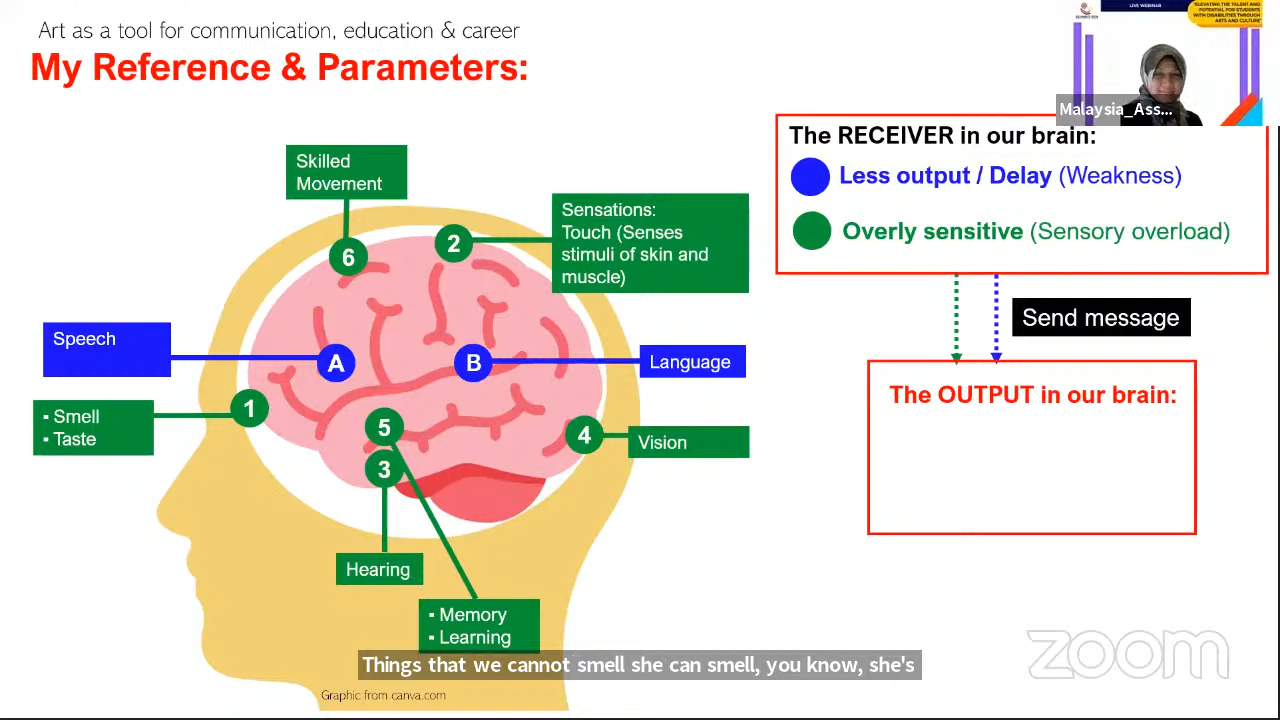 Art as a tool for communication, education & career
My Reference & Parameters:
LIVE WEBINAR
"ELEVATING THE TALENT AND
POTENTIAL FOR STUDENTS
WITH DISABILITIES THROUGH
ARTS AND CULTURE"
Malaysia_Ass...
The RECEIVER in our brain:
Less output / Delay (Weakness)
Overly sensitive (Sensory overload)
Send message
The OUTPUT in our brain:
Skilled
Movement
6
2
Sensations:
Touch (Senses
stimuli of skin and
muscle)
Speech
A
B
Language
▪ Smell
▪ Taste
1
5
3
4
Vision
Hearing
▪ Memory
▪ Learning
Things that we cannot smell she can smell, you know, she's
Graphic from canva.com
zoom